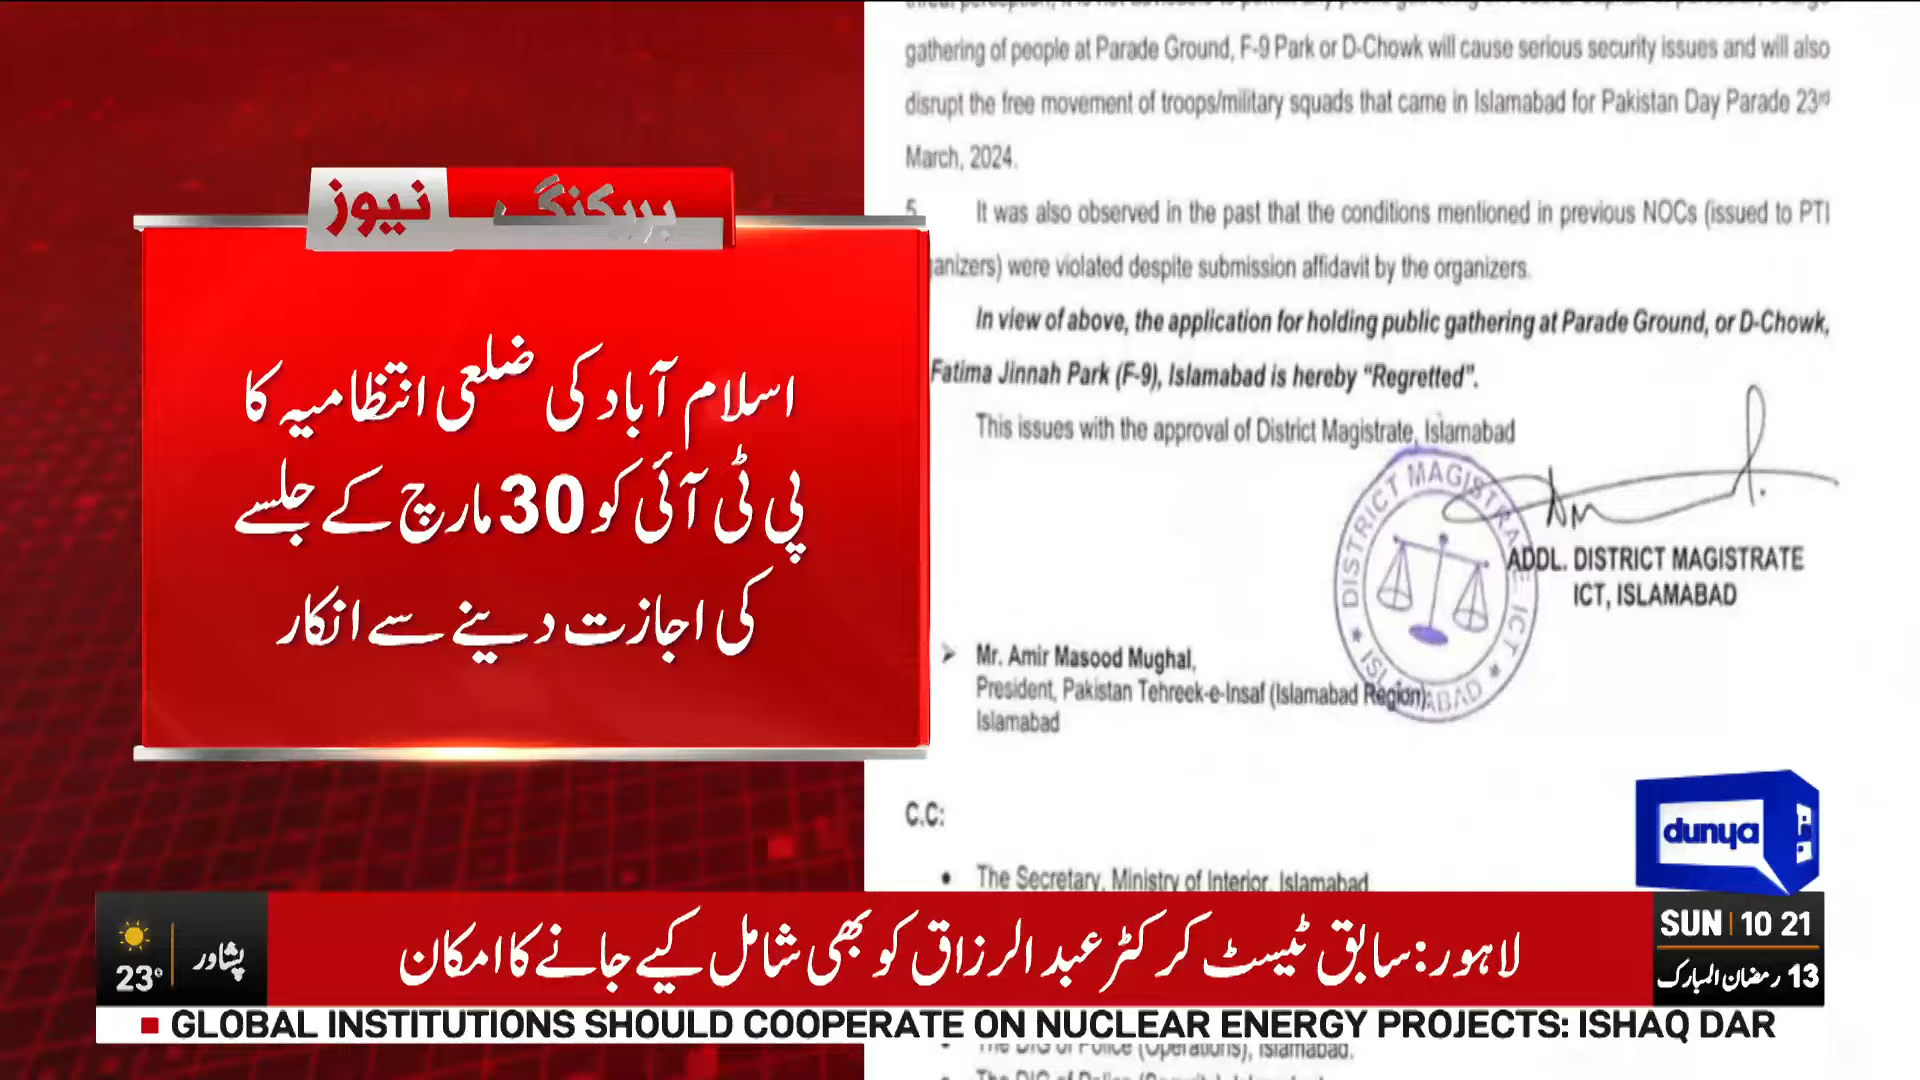 gathering of people at Parade Ground, F-9 Park or D-Chowk will cause serious security issues and will also
disrupt the free movement of troops/military squads that came in Islamabad for Pakistan Day Parade 23rd
March, 2024.
5. It was also observed in the past that the conditions mentioned in previous NOCs (issued to PTI
anizers) were violated despite submission affidavit by the organizers.
In view of above, the application for holding public gathering at Parade Ground, or D-Chowk,
Fatima Jinnah Park (F-9), Islamabad is hereby “Regretted”.
This issues with the approval of District Magistrate, Islamabad
DISTRICT MAGISTRATE ICT
ISLAMABAD
ADDL. DISTRICT MAGISTRATE
ICT, ISLAMABAD
Mr. Amir Masood Mughal,
President, Pakistan Tehreek-e-Insaf (Islamabad Region)
Islamabad
C.C:
The Secretary, Ministry of Interior, Islamabad
The DIG of Police (Operations), Islamabad.
بریکنگ نیوز
اسلام آباد کی ضلعی انتظامیہ کا
پی ٹی آئی کو 30 مارچ کے جلسے
کی اجازت دینے سے انکار
dunya
SUN 10 21
13 رمضان المبارک
لاہور: سابق ٹیسٹ کرکٹر عبدالرزاق کو بھی شامل کیے جانے کا امکان
پشاور
23°
GLOBAL INSTITUTIONS SHOULD COOPERATE ON NUCLEAR ENERGY PROJECTS: ISHAQ DAR